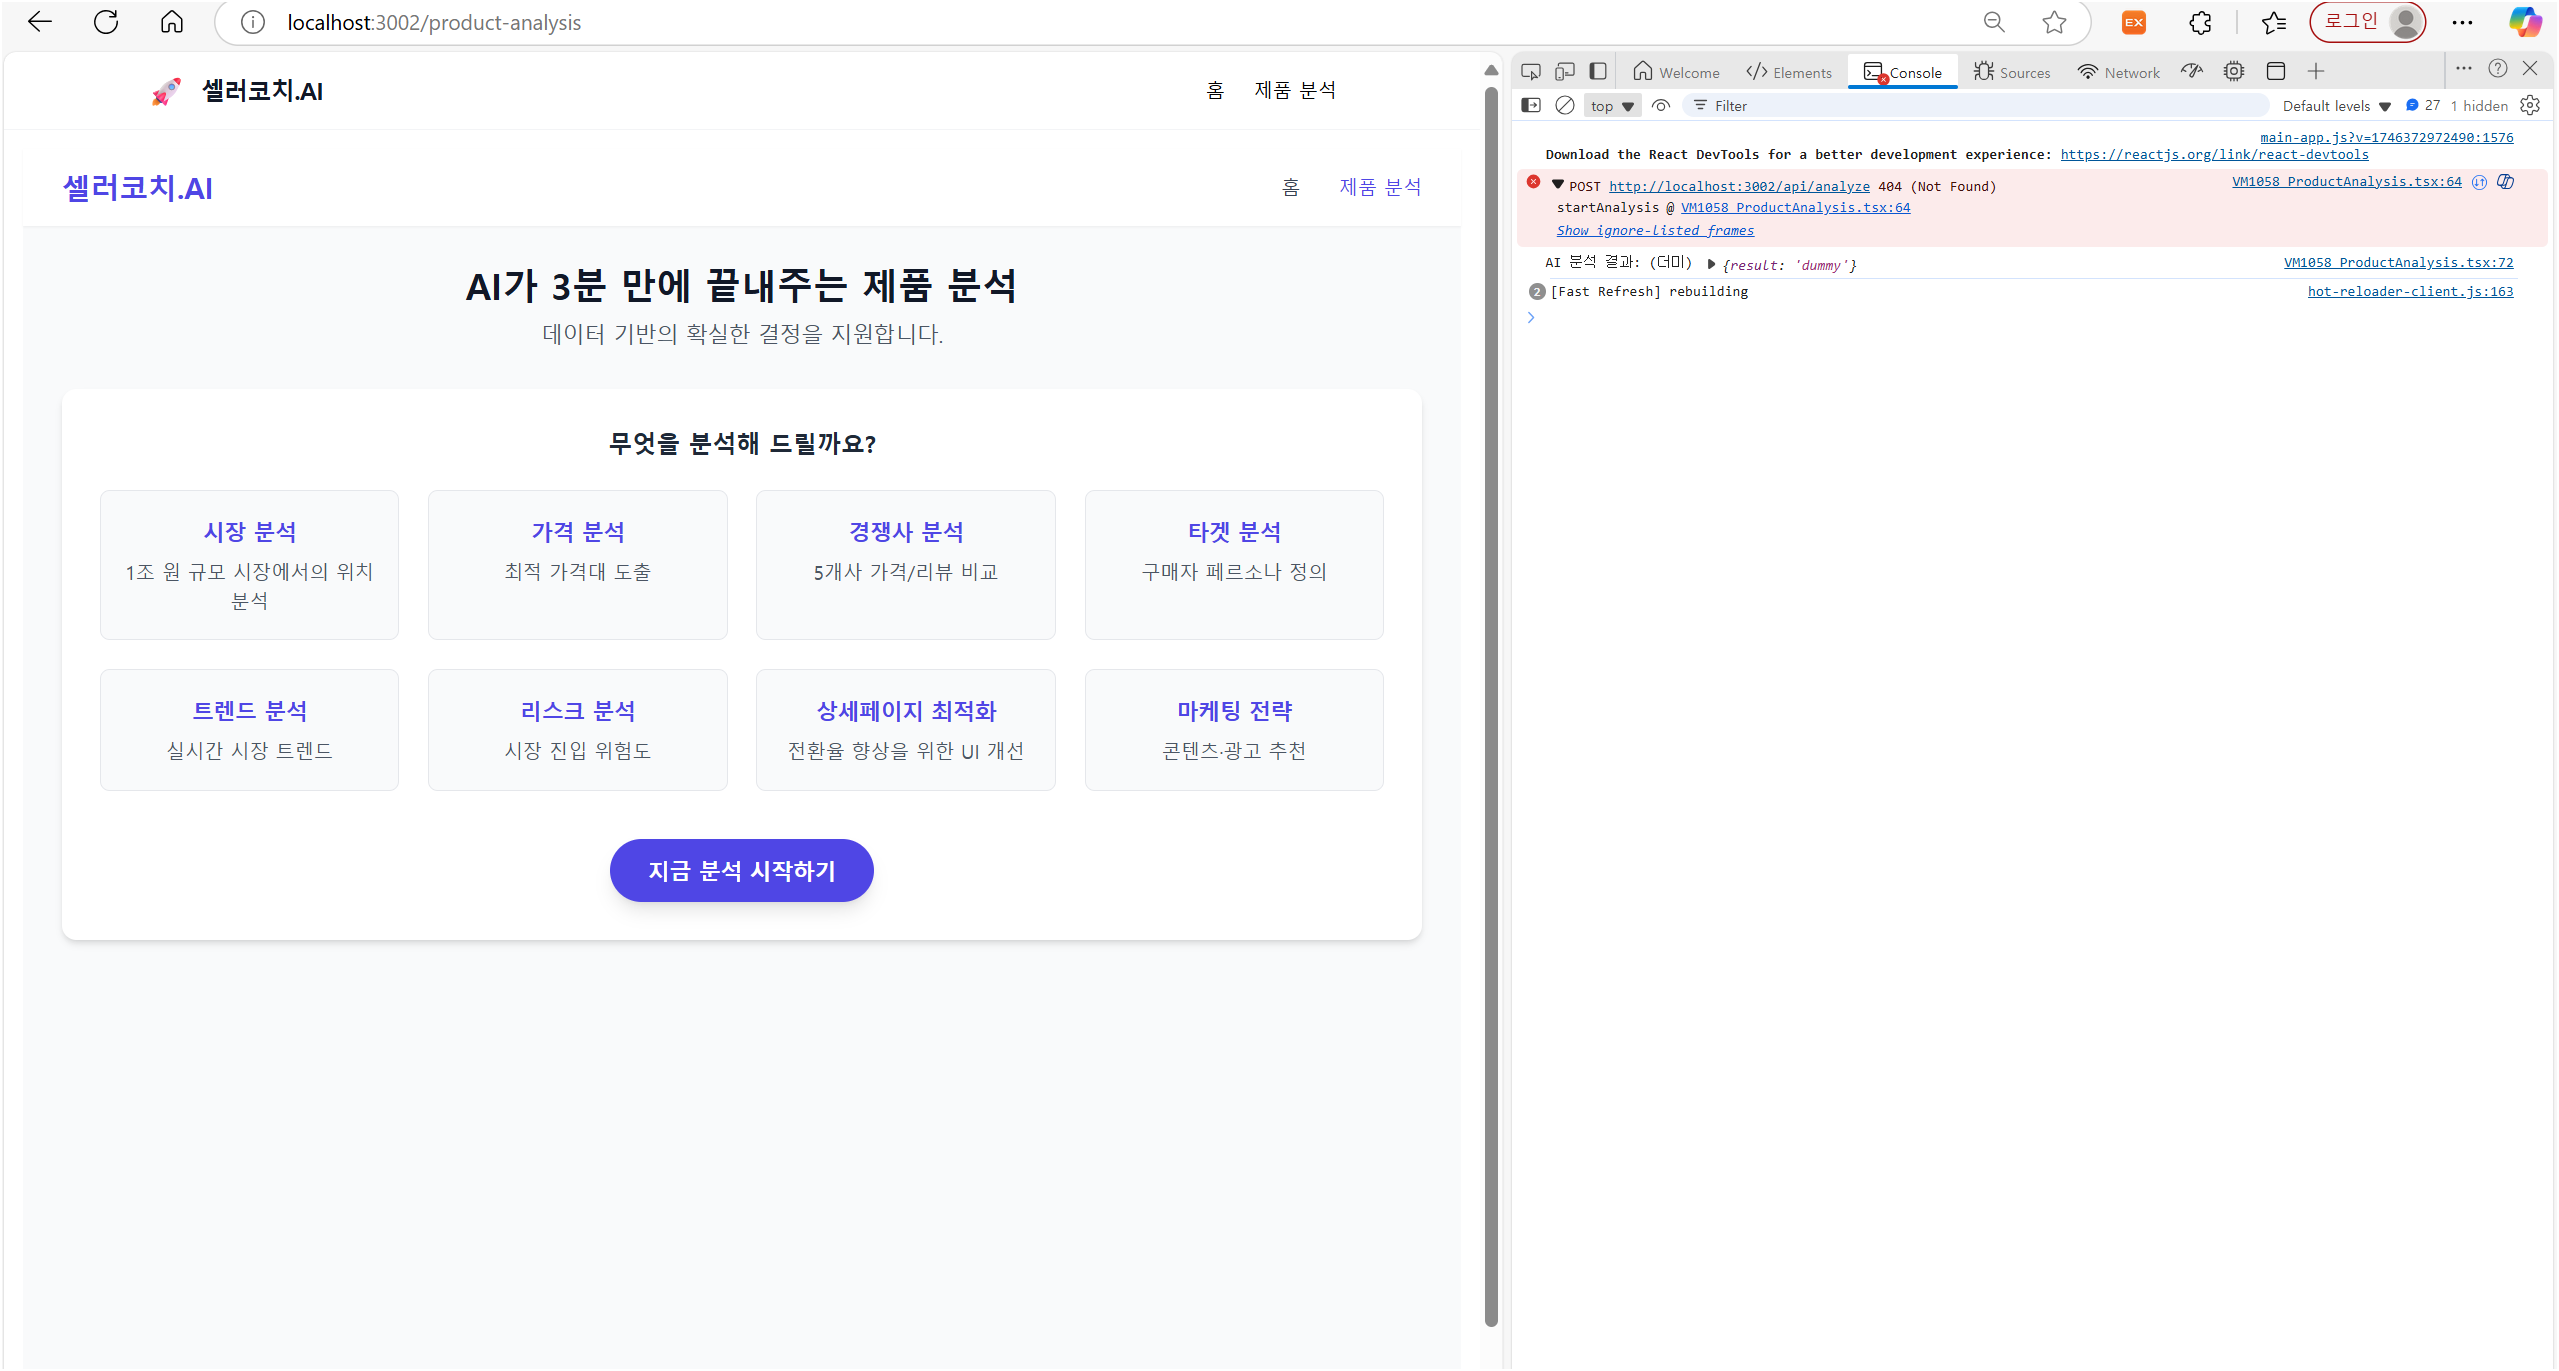 localhost:3002/product-analysis
EX
로그인
셀러코치.AI
홈
제품 분석
셀러코치.AI
홈
제품 분석
AI가 3분 만에 끝내주는 제품 분석
데이터 기반의 확실한 결정을 지원합니다.
무엇을 분석해 드릴까요?
시장 분석
1조 원 규모 시장에서의 위치
분석
가격 분석
최적 가격대 도출
경쟁사 분석
5개사 가격/리뷰 비교
타겟 분석
구매자 페르소나 정의
트렌드 분석
실시간 시장 트렌드
리스크 분석
시장 진입 위험도
상세페이지 최적화
전환율 향상을 위한 UI 개선
마케팅 전략
콘텐츠·광고 추천
지금 분석 시작하기
Welcome
Elements
Console
Sources
Network
top
Filter
Default levels
27
1 hidden
main-app.js?v=1746372972490:1576
Download the React DevTools for a better development experience: https://reactjs.org/link/react-devtools
POST http://localhost:3002/api/analyze 404 (Not Found)
VM1058 ProductAnalysis.tsx:64
startAnalysis @ VM1058 ProductAnalysis.tsx:64
Show ignore-listed frames
AI 분석 결과: (더미) {result: 'dummy'}
VM1058 ProductAnalysis.tsx:72
2 [Fast Refresh] rebuilding
hot-reloader-client.js:163